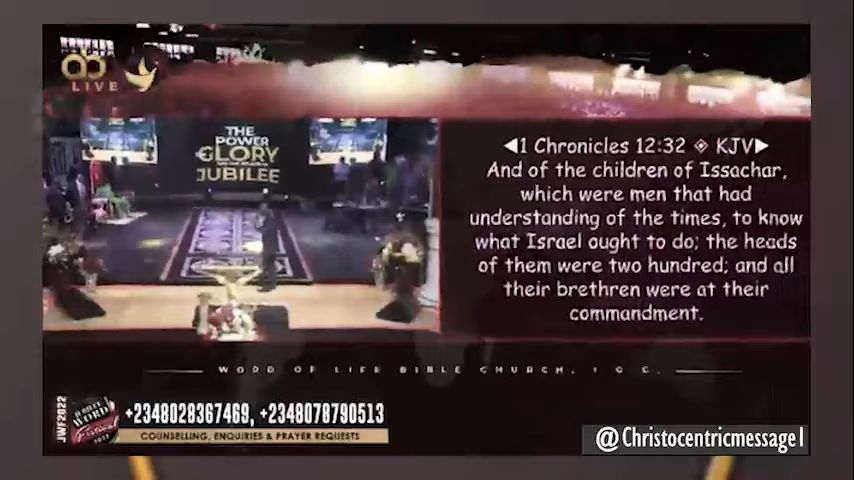 LIVE
THE
POWER
GLORY
JUBILEE
1 Chronicles 12:32 KJV
And of the children of Issachar,
which were men that had
understanding of the times, to know
what Israel ought to do; the heads
of them were two hundred; and all
their brethren were at their
commandment.
WORD OF LIFE BIBLE CHURCH,
JWF2022
WORD
Festival
+2348028367469, +2348078790513
COUNSELLING, ENQUIRIES & PRAYER REQUESTS
@Christocentricmessage1